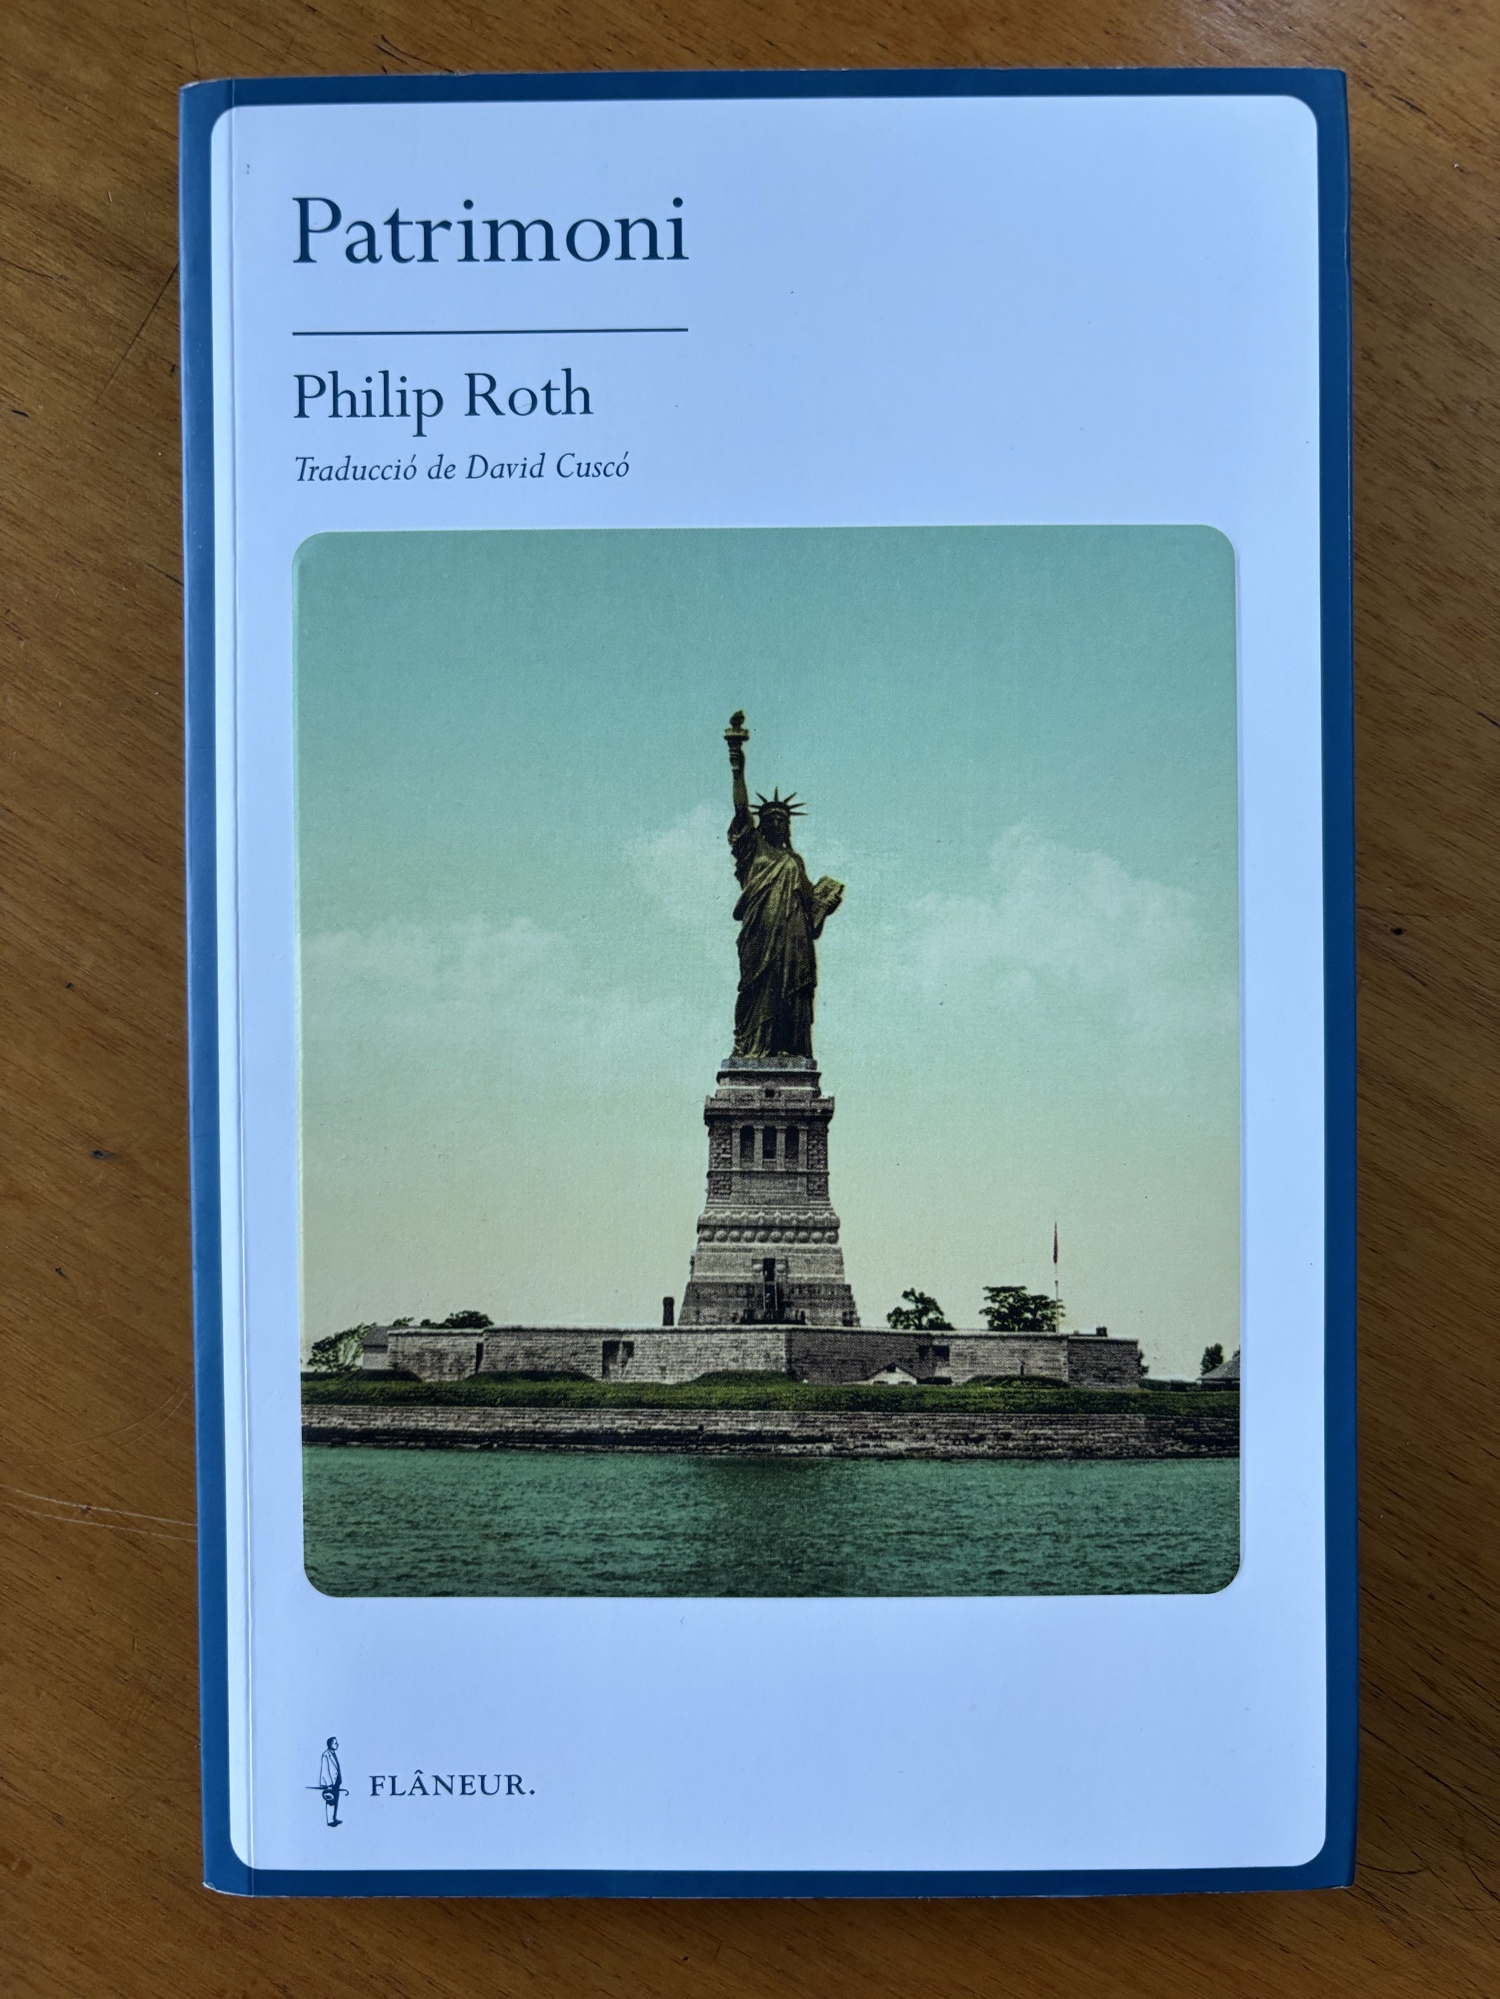 Patrimoni
Philip Roth
Traducció de David Cuscó
FLÂNEUR.